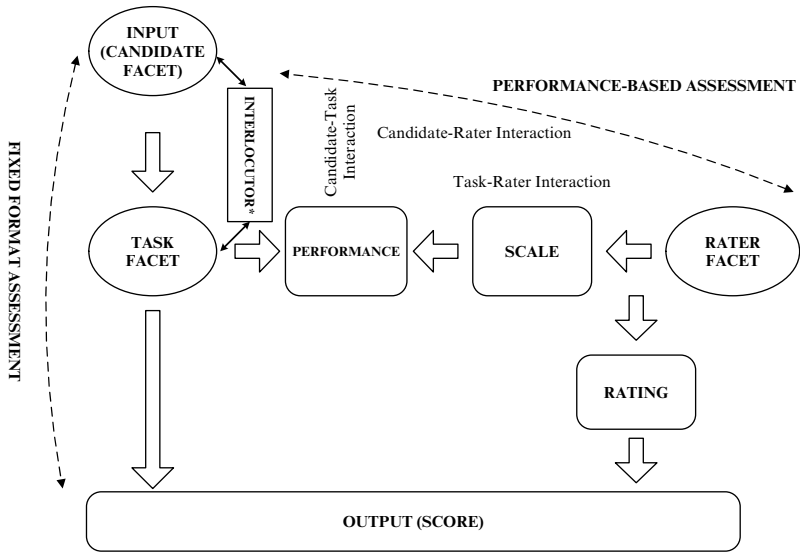 INPUT
(CANDIDATE
FACET)
PERFORMANCE-BASED ASSESSMENT
INTERLOCUTOR*
Candidate-Task
Interaction
Candidate-Rater Interaction
Task-Rater Interaction
FIXED FORMAT ASSESSMENT
TASK
FACET
PERFORMANCE
SCALE
RATER
FACET
RATING
OUTPUT (SCORE)